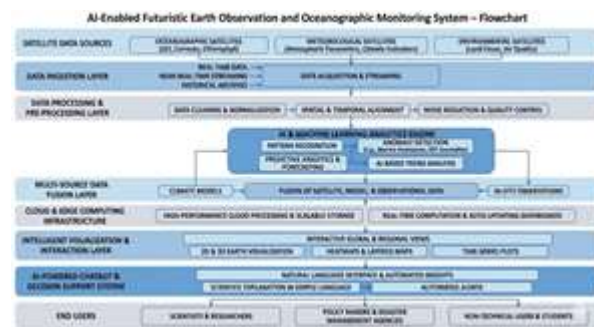 AI-Enabled Futuristic Earth Observation and Oceanographic Monitoring System – Flowchart
SATELLITE DATA SOURCES
OCEANOGRAPHIC SATELLITES
METEOROLOGICAL SATELLITES
ENVIRONMENTAL SATELLITES
DATA INGESTION LAYER
REAL-TIME DATA
NEAR REAL-TIME STREAMING
HISTORICAL ARCHIVES
DATA ACQUISITION & STREAMING
DATA PROCESSING &
PRE-PROCESSING LAYER
DATA CLEANING & NORMALIZATION
SPATIAL & TEMPORAL ALIGNMENT
NOISE REDUCTION & QUALITY CONTROL
AI & MACHINE LEARNING ANALYTICS ENGINE
PATTERN RECOGNITION
ANOMALY DETECTION
PREDICTIVE ANALYTICS &
FORECASTING
AI-BASED TREND ANALYSIS
MULTI-SOURCE DATA
FUSION LAYER
CLIMATE MODELS
FUSION OF SATELLITE, MODEL, & OBSERVATIONAL DATA
IN-SITU OBSERVATIONS
CLOUD & EDGE COMPUTING
INFRASTRUCTURE
HIGH-PERFORMANCE CLOUD PROCESSING & SCALABLE STORAGE
REAL-TIME COMPUTATION & AUTO-UPDATING DASHBOARDS
INTELLIGENT VISUALIZATION &
INTERACTION LAYER
INTERACTIVE GLOBAL & REGIONAL VIEWS
2D & 3D EARTH VISUALIZATION
HEATMAPS & LAYERED MAPS
TIME-SERIES PLOTS
AI-POWERED CHATBOT &
DECISION SUPPORT SYSTEM
NATURAL LANGUAGE INTERFACE & AUTOMATED INSIGHTS
SCIENTIFIC EXPLANATION IN SIMPLE LANGUAGE
AUTOMATED ALERTS
END USERS
SCIENTISTS & RESEARCHERS
POLICY MAKERS & DISASTER
MANAGEMENT AGENCIES
NON-TECHNICAL USERS & STUDENTS